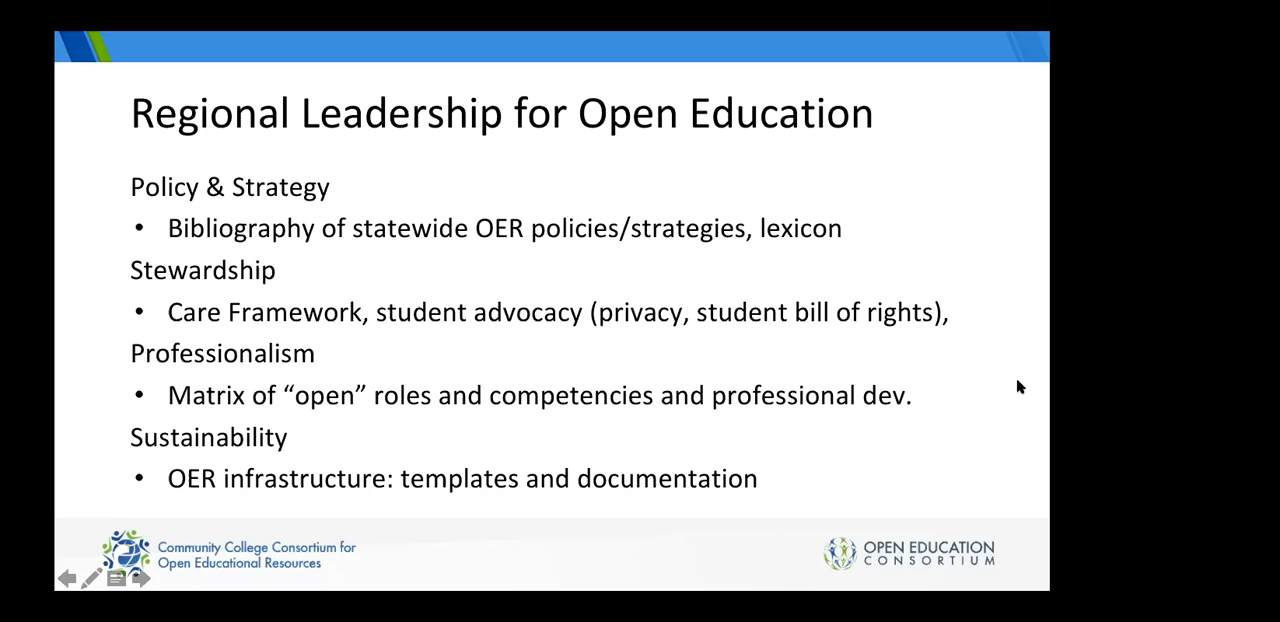 Regional Leadership for Open Education
Policy & Strategy
• Bibliography of statewide OER policies/strategies, lexicon
Stewardship
• Care Framework, student advocacy (privacy, student bill of rights),
Professionalism
• Matrix of “open” roles and competencies and professional dev.
Sustainability
• OER infrastructure: templates and documentation
Community College Consortium for
Open Educational Resources
OPEN EDUCATION
CONSORTIUM